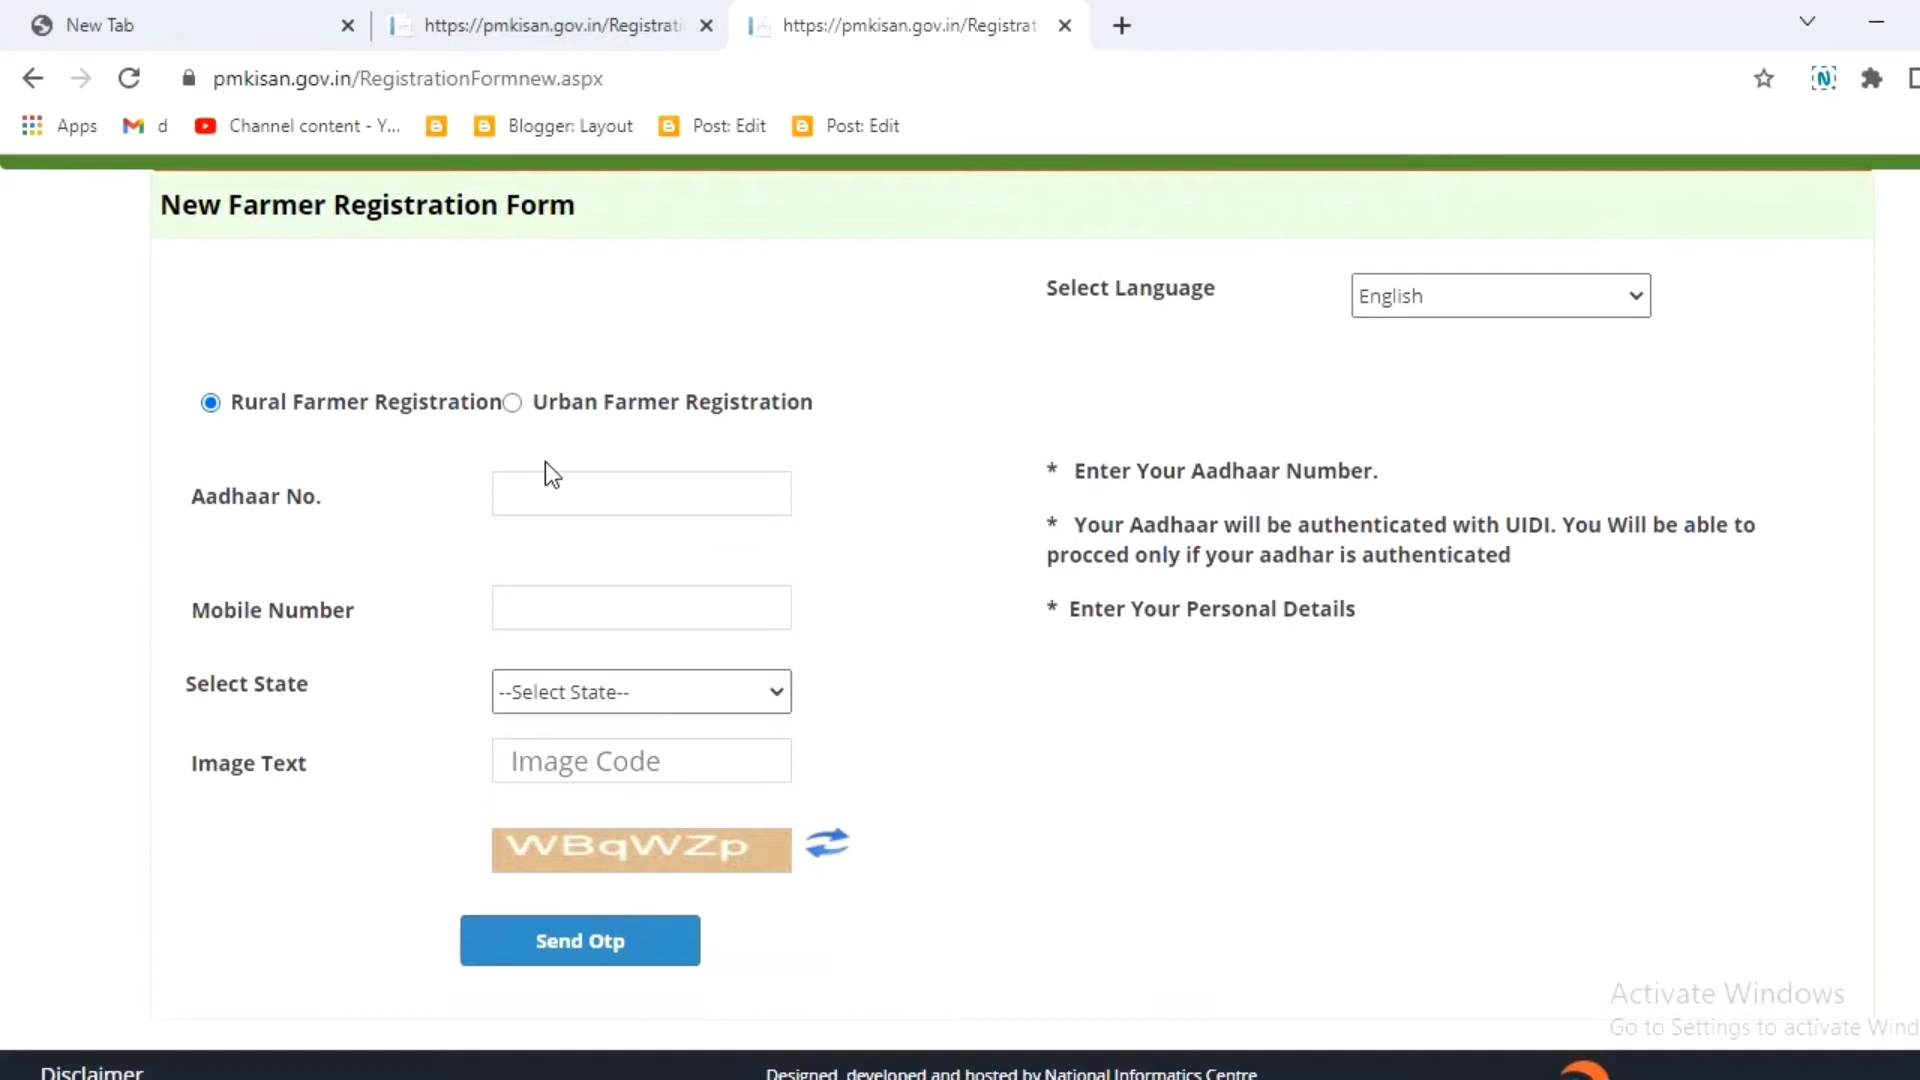 New Tab
https://pmkisan.gov.in/Registrati
https://pmkisan.gov.in/Registrat
pmkisan.gov.in/RegistrationFormnew.aspx
Apps
d
Channel content - Y...
Blogger: Layout
Post: Edit
Post: Edit
New Farmer Registration Form
Select Language
English
Rural Farmer Registration
Urban Farmer Registration
Aadhaar No.
* Enter Your Aadhaar Number.
* Your Aadhaar will be authenticated with UIDI. You Will be able to
procced only if your aadhar is authenticated
Mobile Number
* Enter Your Personal Details
Select State
--Select State--
Image Text
Image Code
WBqWZp
Send Otp
Activate Windows
Go to Settings to activate Wind
Disclaimer
Designed, developed and hosted by National Informatics Centre